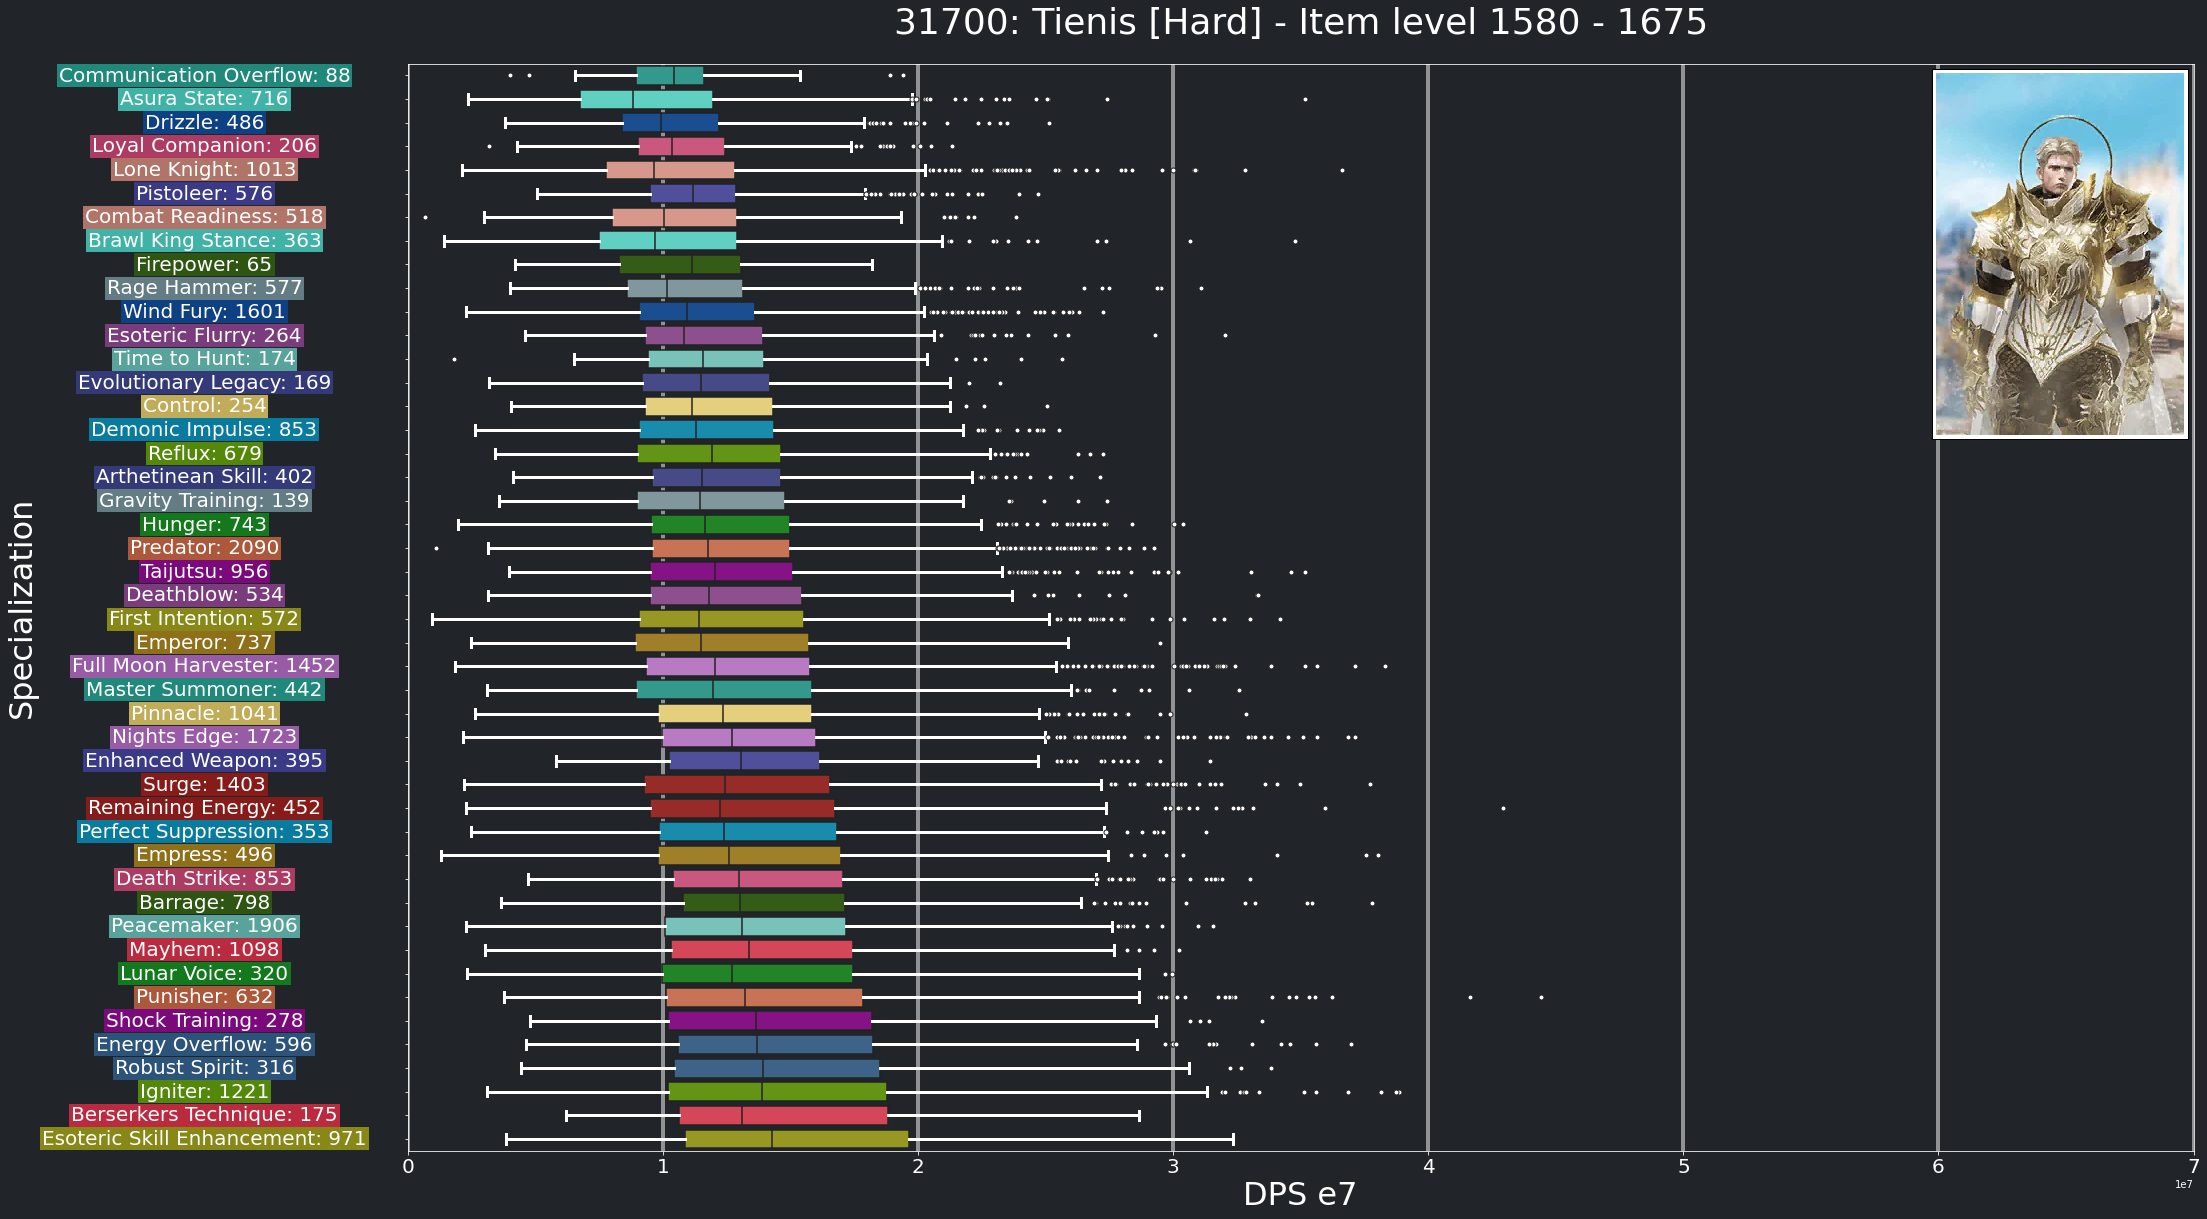 31700: Tienis [Hard] - Item level 1580 - 1675
Specialization
Communication Overflow: 88
Asura State: 716
Drizzle: 486
Loyal Companion: 206
Lone Knight: 1013
Pistoleer: 576
Combat Readiness: 518
Brawl King Stance: 363
Firepower: 65
Rage Hammer: 577
Wind Fury: 1601
Esoteric Flurry: 264
Time to Hunt: 174
Evolutionary Legacy: 169
Control: 254
Demonic Impulse: 853
Reflux: 679
Arthetinean Skill: 402
Gravity Training: 139
Hunger: 743
Predator: 2090
Taijutsu: 956
Deathblow: 534
First Intention: 572
Emperor: 737
Full Moon Harvester: 1452
Master Summoner: 442
Pinnacle: 1041
Nights Edge: 1723
Enhanced Weapon: 395
Surge: 1403
Remaining Energy: 452
Perfect Suppression: 353
Empress: 496
Death Strike: 853
Barrage: 798
Peacemaker: 1906
Mayhem: 1098
Lunar Voice: 320
Punisher: 632
Shock Training: 278
Energy Overflow: 596
Robust Spirit: 316
Igniter: 1221
Berserkers Technique: 175
Esoteric Skill Enhancement: 971
0 1 2 3 4 5 6 7
DPS e7
1e7